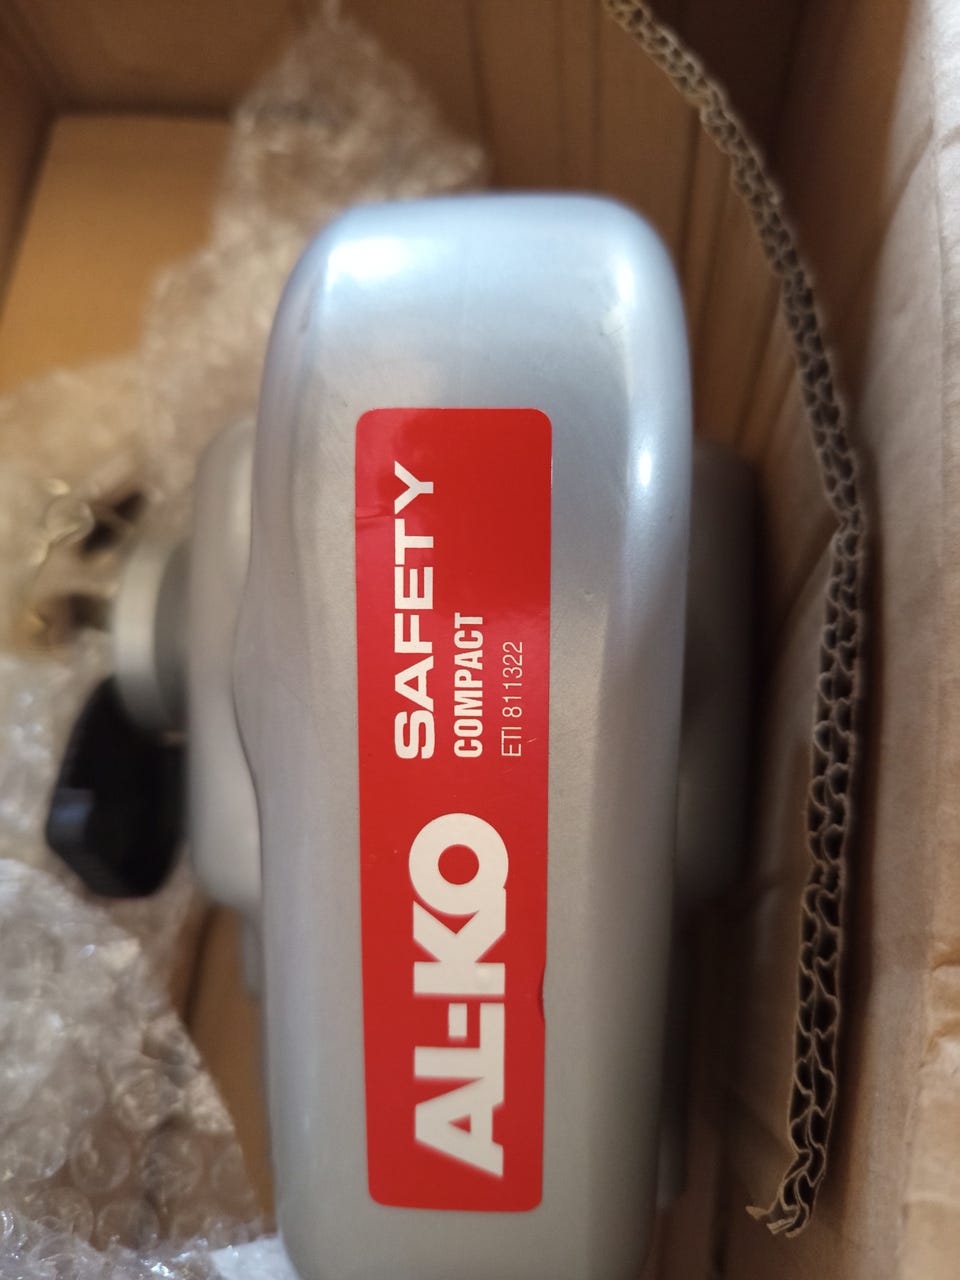 AL-KO
SAFETY
COMPACT
ETI 811322